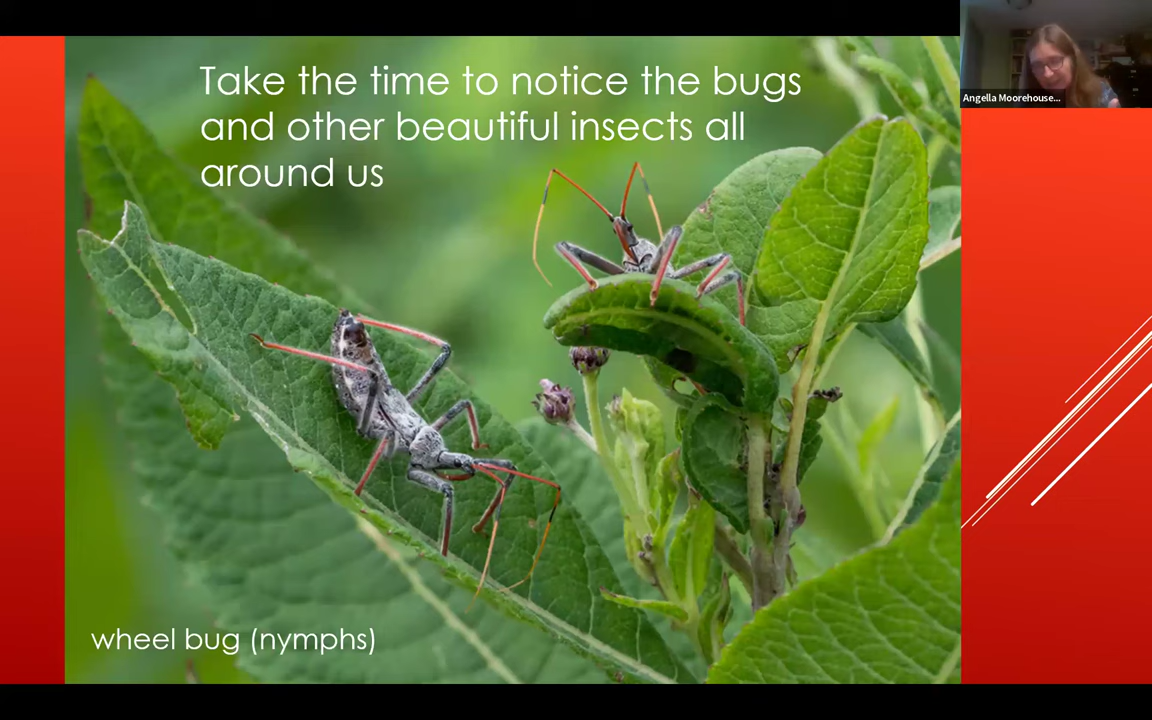 Take the time to notice the bugs
and other beautiful insects all
around us
Angella Moorehouse...
wheel bug (nymphs)